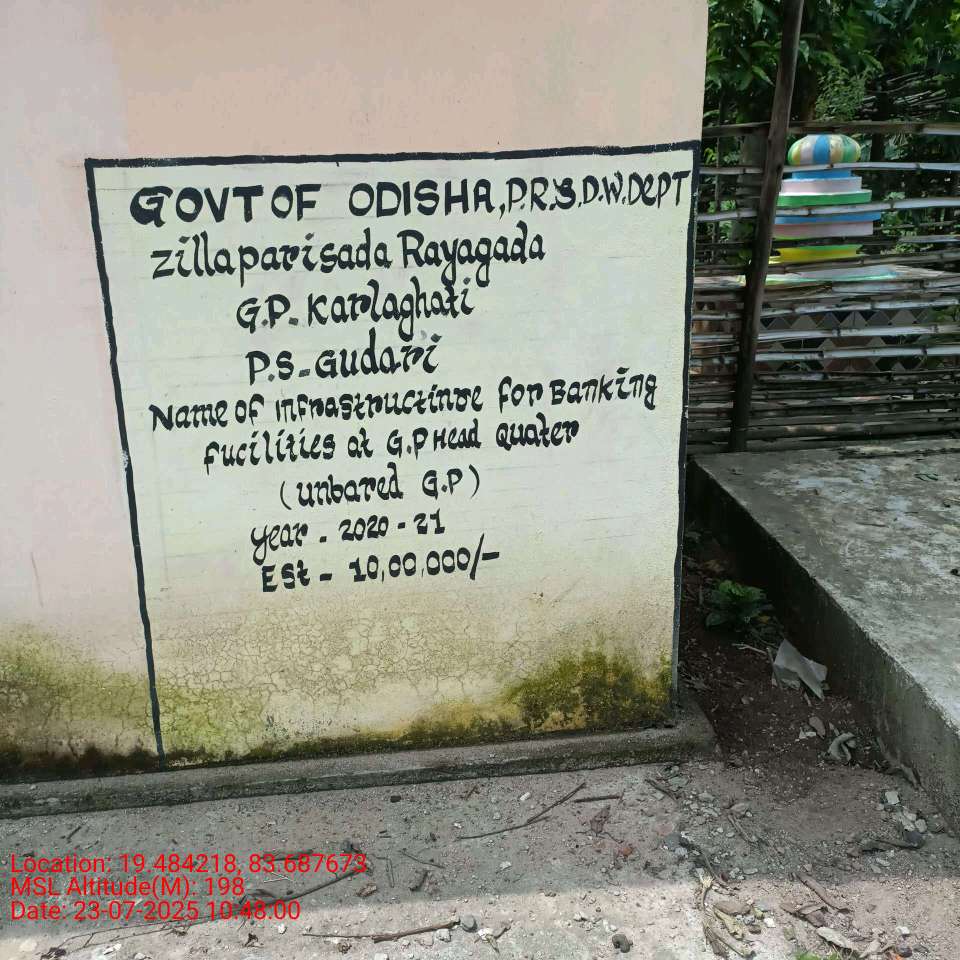 GOVT OF ODISHA, P.R.&.D.W.DEPT
Zillaparisada Rayagada
G.P. Karlaghati
P.S. Gudari
Name of infrastructinre for Banking
fucilities at G.P Head Quater
(unbared G.P)
year - 2020 - 21
ESt - 10,00,000/-
Location: 19.484218, 83.687673
MSL Altitude(M): 198
Date: 23-07-2025 10:48:00